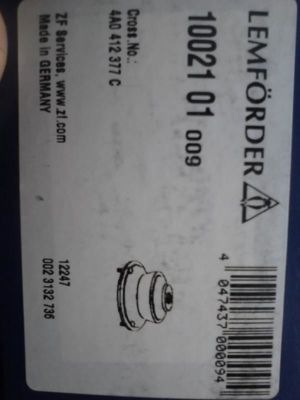 LEMFÖRDER
10021 01 009
Cross.No.:
4A0 412 377 C
ZF Services, www.zf.com
Made in GERMANY
12247
002 3132 736
4 047437 000094